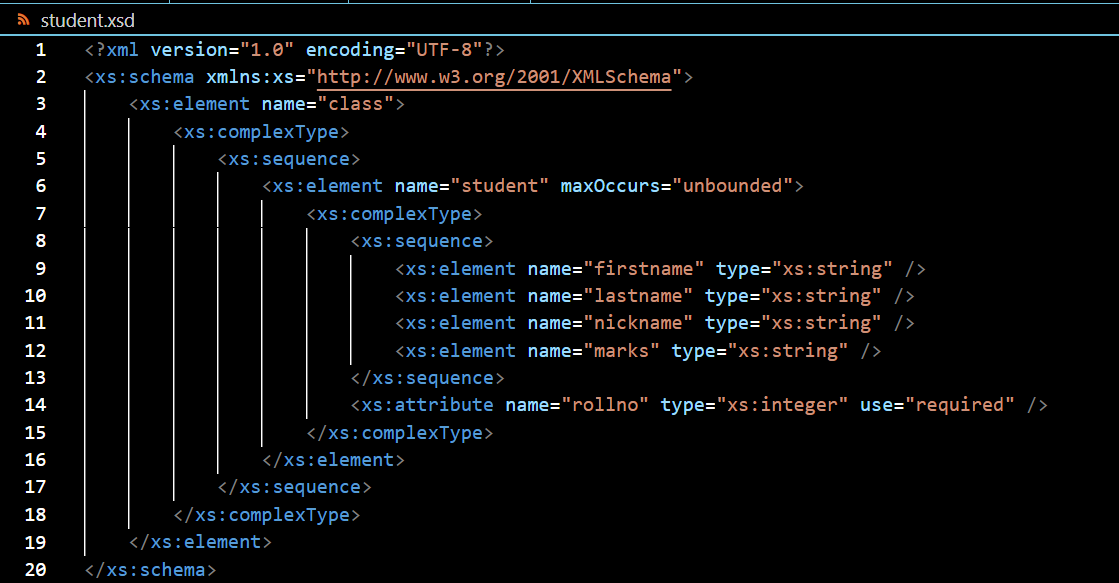 student.xsd
1 <?xml version="1.0" encoding="UTF-8"?>
2 <xs:schema xmlns:xs="http://www.w3.org/2001/XMLSchema">
3 <xs:element name="class">
4 <xs:complexType>
5 <xs:sequence>
6 <xs:element name="student" maxOccurs="unbounded">
7 <xs:complexType>
8 <xs:sequence>
9 <xs:element name="firstname" type="xs:string" />
10 <xs:element name="lastname" type="xs:string" />
11 <xs:element name="nickname" type="xs:string" />
12 <xs:element name="marks" type="xs:string" />
13 </xs:sequence>
14 <xs:attribute name="rollno" type="xs:integer" use="required" />
15 </xs:complexType>
16 </xs:element>
17 </xs:sequence>
18 </xs:complexType>
19 </xs:element>
20 </xs:schema>